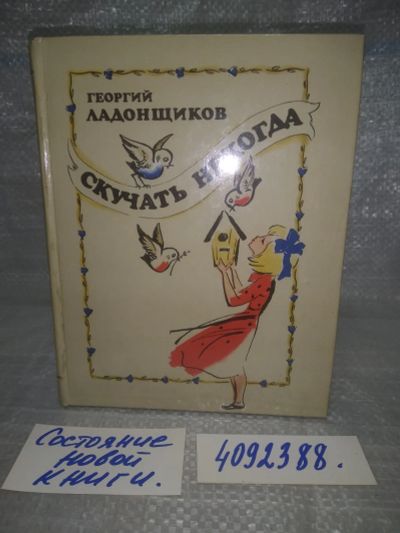 ГЕОРГИЙ
ЛАДОНЩИКОВ
СКУЧАТЬ НЕКОГДА
Состояние
новой
книги.
4092388.